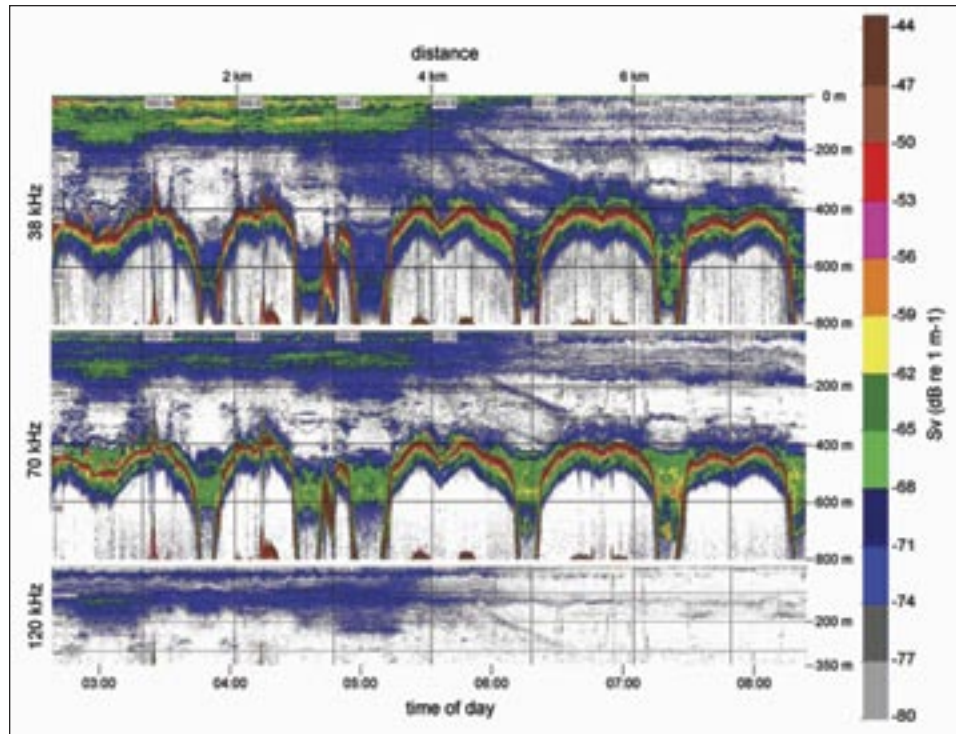 distance
2 km
4 km
6 km
38 kHz
0 m
200 m
400 m
600 m
800 m
70 kHz
200 m
400 m
600 m
800 m
120 kHz
200 m
350 m
03:00
04:00
05:00
06:00
07:00
08:00
time of day
-44
-47
-50
-53
-56
-59
-62
-65
-68
-71
-74
-77
-80
Sv (dB re 1 m-1)